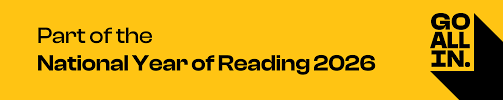 Part of the
National Year of Reading 2026
GO
ALL
IN.